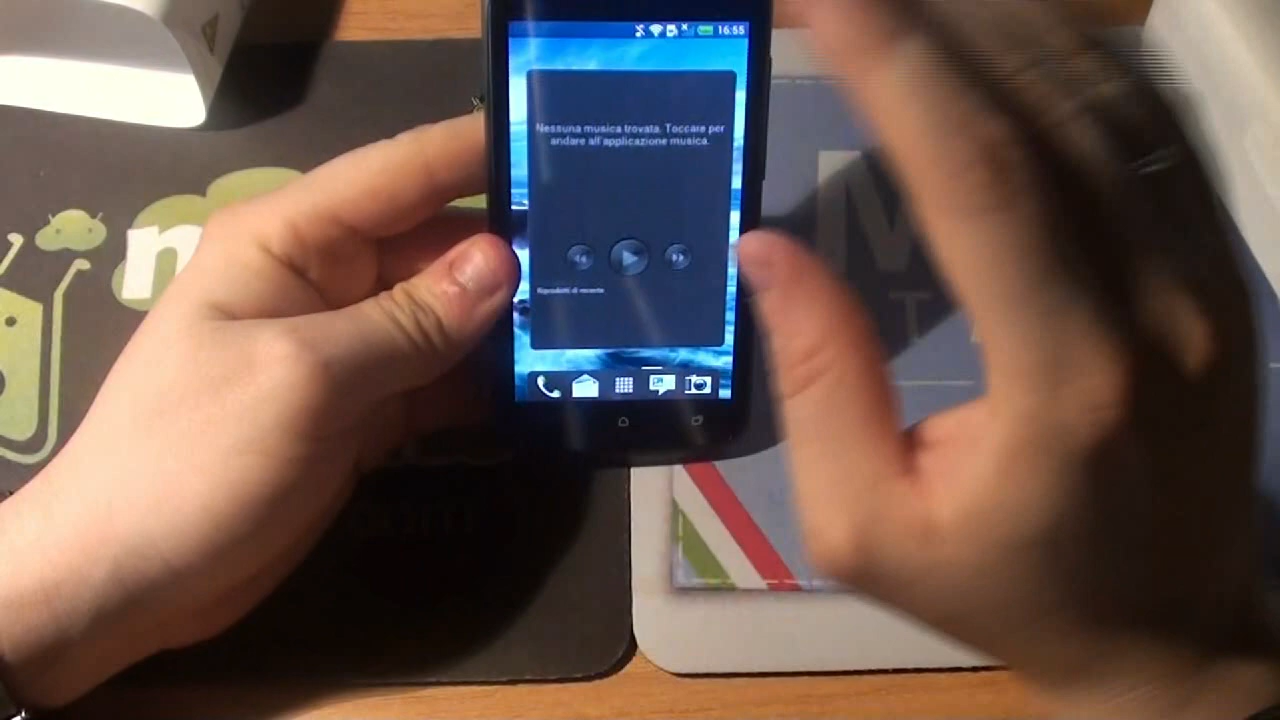 16:55
Nessuna musica trovata. Toccare per
andare all'applicazione musica.
Riprodotti di recente